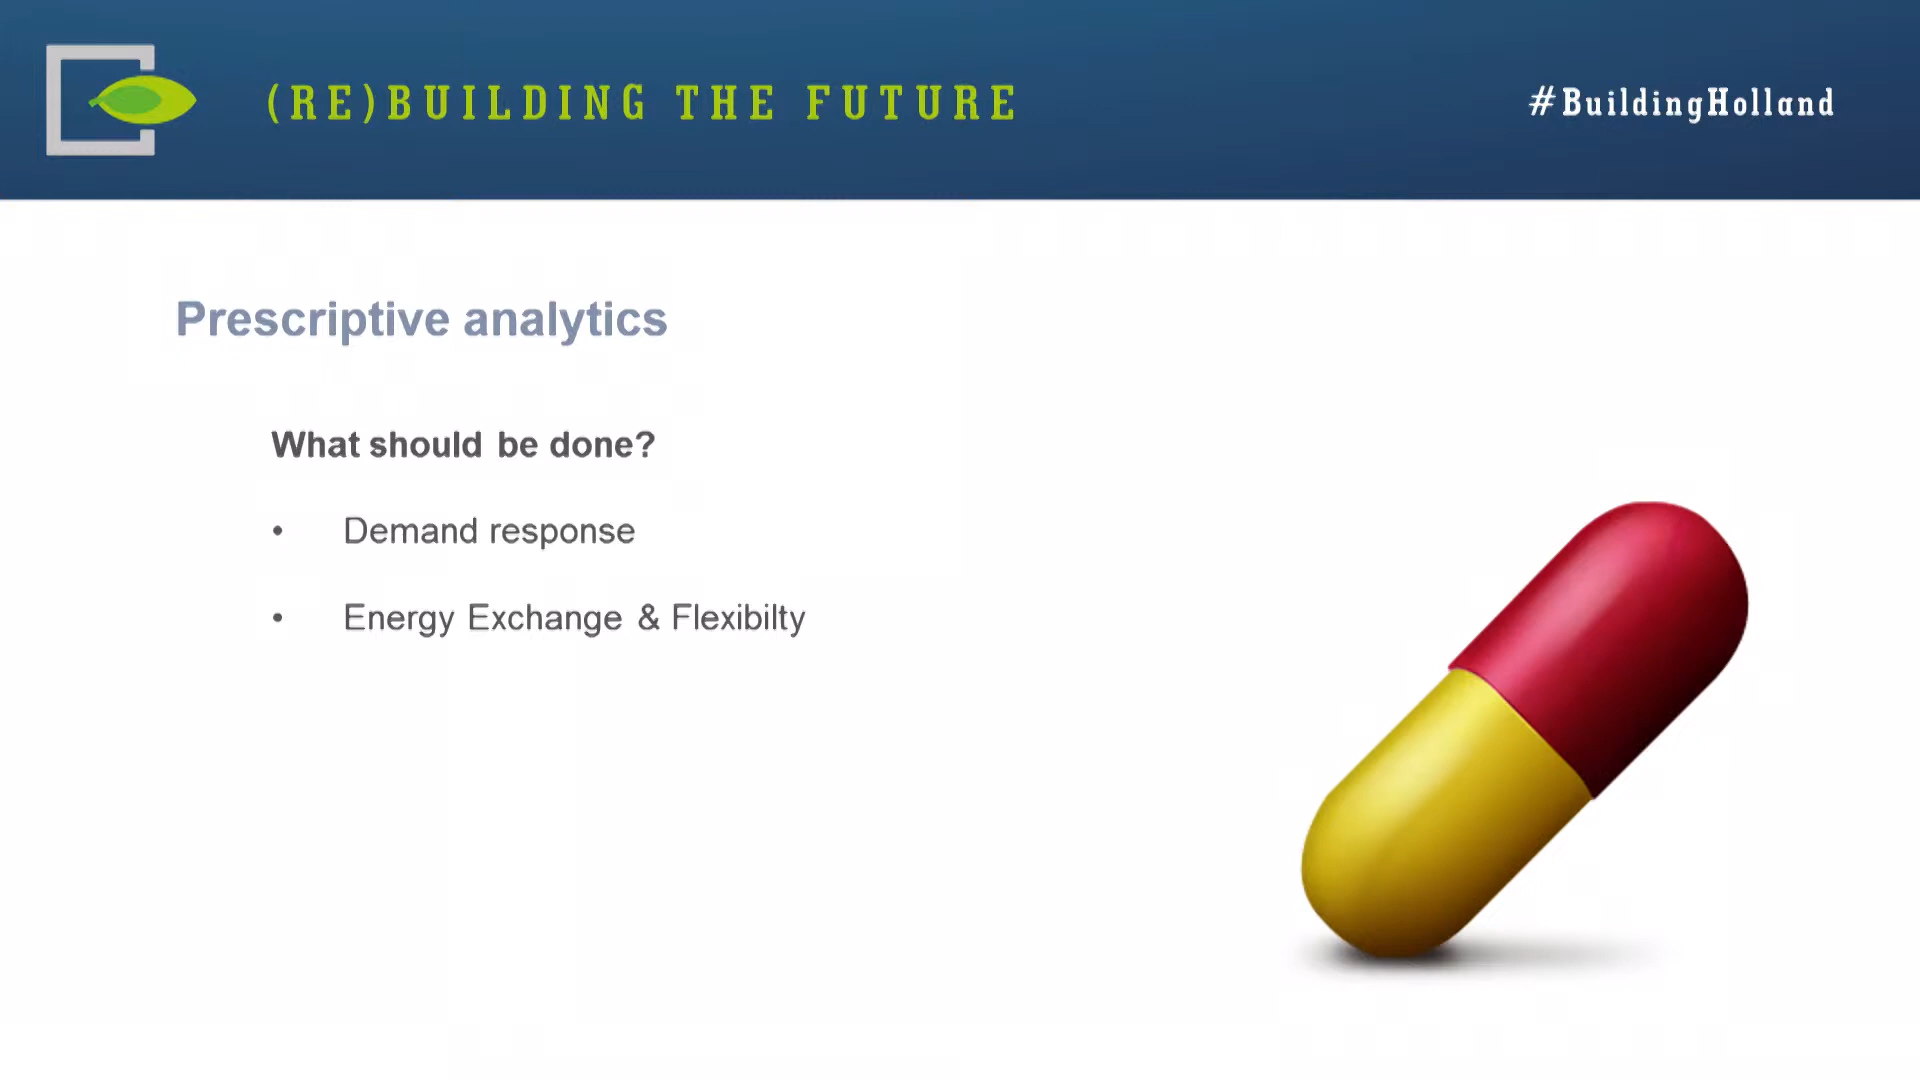 (RE)BUILDING THE FUTURE
#BuildingHolland
Prescriptive analytics
What should be done?
• Demand response
• Energy Exchange & Flexibilty